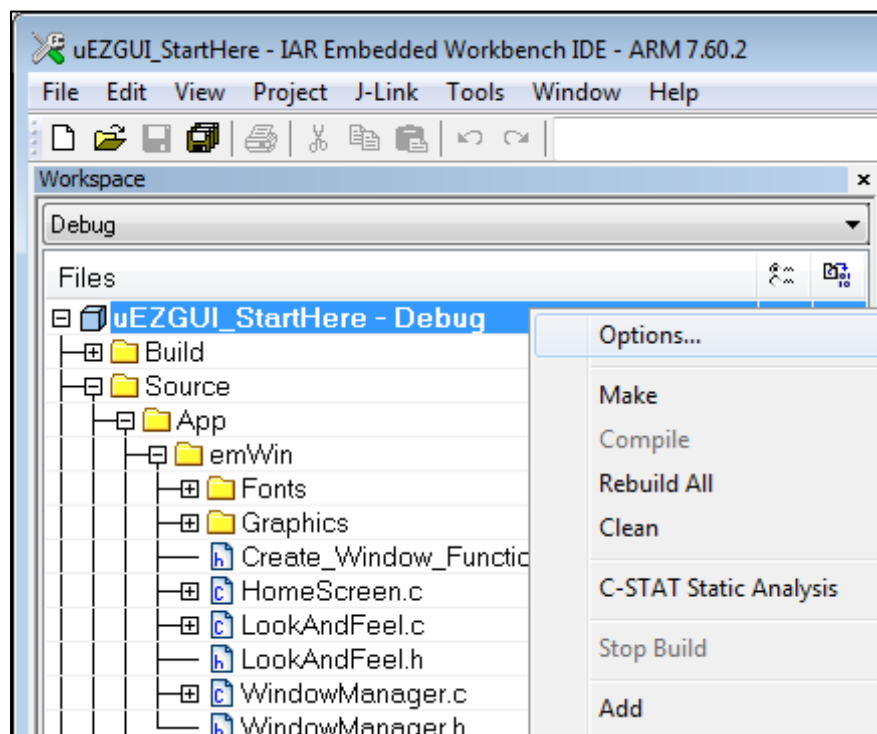 uEZGUI_StartHere - IAR Embedded Workbench IDE - ARM 7.60.2
File Edit View Project J-Link Tools Window Help
Workspace
Debug
Files
uEZGUI_StartHere - Debug
Options...
Build
Source
Make
App
Compile
emWin
Rebuild All
Fonts
Graphics
Clean
Create_Window_Functio
HomeScreen.c
C-STAT Static Analysis
LookAndFeel.c
LookAndFeel.h
Stop Build
WindowManager.c
Add
WindowManager.h